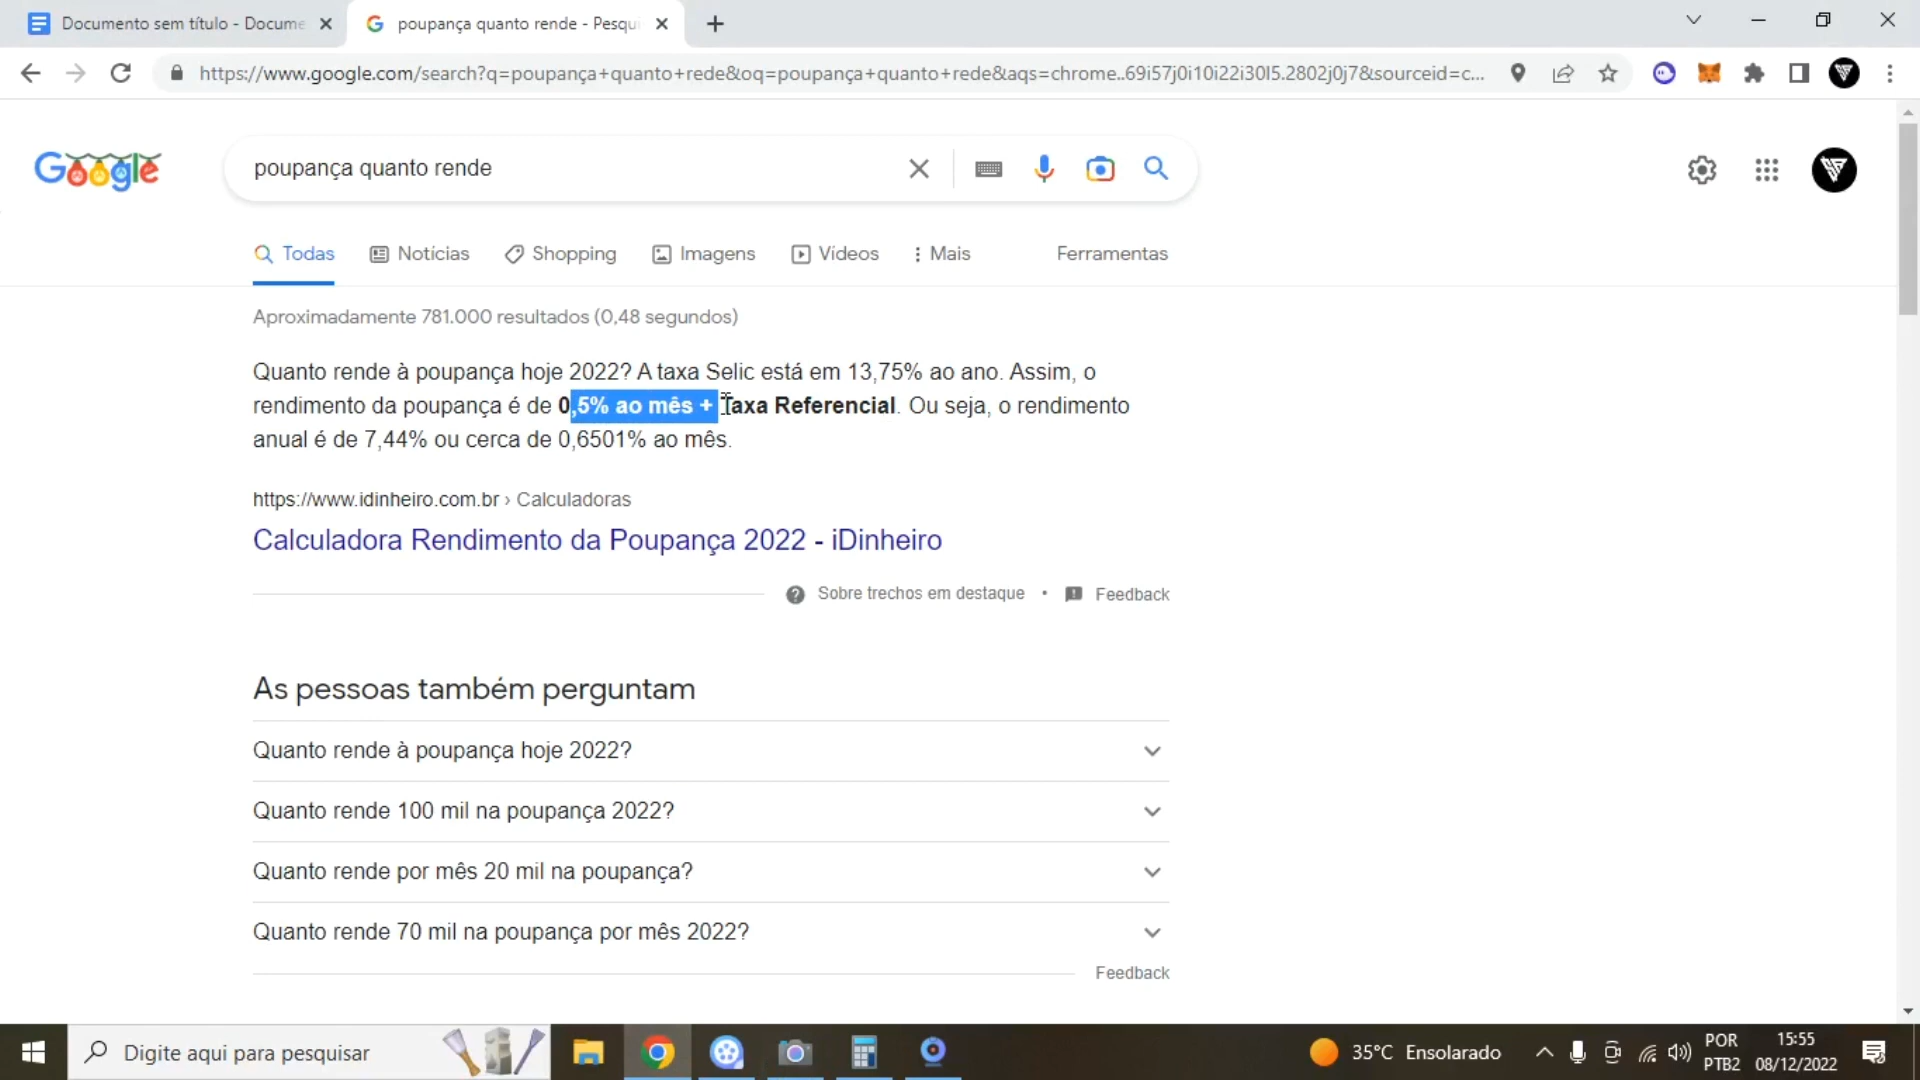 Documento sem título - Docume
poupança quanto rende - Pesqu
https://www.google.com/search?q=poupança+quanto+rede&oq=poupança+quanto+rede&aqs=chrome..69i57j0i10i22i30l5.2802j0j7&sourceid=c...
Google
poupança quanto rende
Todas
Notícias
Shopping
Imagens
Vídeos
Mais
Ferramentas
Aproximadamente 781.000 resultados (0,48 segundos)
Quanto rende à poupança hoje 2022? A taxa Selic está em 13,75% ao ano. Assim, o
rendimento da poupança é de 0,5% ao mês + Taxa Referencial. Ou seja, o rendimento
anual é de 7,44% ou cerca de 0,6501% ao mês.
https://www.idinheiro.com.br › Calculadoras
Calculadora Rendimento da Poupança 2022 - iDinheiro
Sobre trechos em destaque • Feedback
As pessoas também perguntam
Quanto rende à poupança hoje 2022?
Quanto rende 100 mil na poupança 2022?
Quanto rende por mês 20 mil na poupança?
Quanto rende 70 mil na poupança por mês 2022?
Feedback
Digite aqui para pesquisar
35°C Ensolarado
POR
PTB2
15:55
08/12/2022